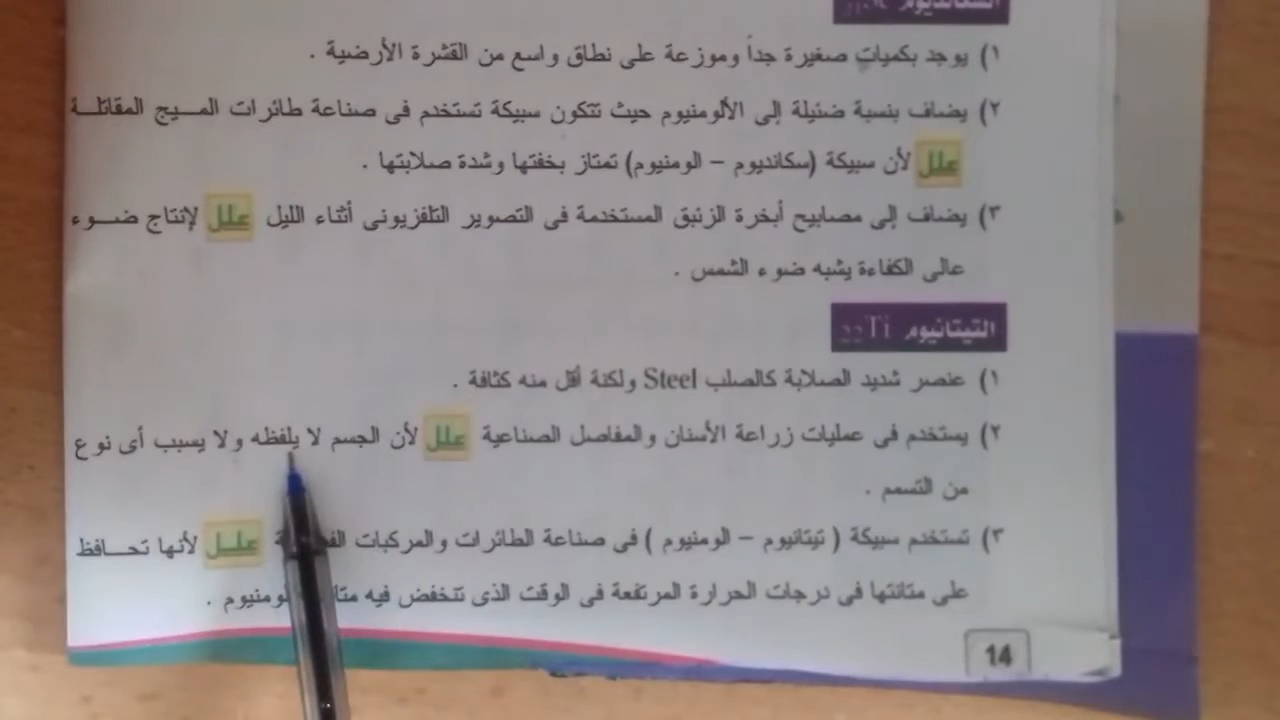 السكانديوم
١) يوجد بكميات صغيرة جداً وموزعة على نطاق واسع من القشرة الأرضية .
٢) يضاف بنسبة ضئيلة إلى الألومنيوم حيث تتكون سبيكة تستخدم فى صناعة طائرات الميج المقاتلة
علل لأن سبيكة (سكانديوم – الومنيوم) تمتاز بخفتها وشدة صلابتها .
٣) يضاف إلى مصابيح أبخرة الزئبق المستخدمة فى التصوير التلفزيونى أثناء الليل علل لإنتاج ضوء
عالى الكفاءة يشبه ضوء الشمس .
التيتانيوم 22Ti
١) عنصر شديد الصلابة كالصلب Steel ولكنة أقل منه كثافة .
٢) يستخدم فى عمليات زراعة الأسنان والمفاصل الصناعية علل لأن الجسم لا يلفظه ولا يسبب أى نوع
من التسمم .
٣) تستخدم سبيكة ( تيتانيوم – الومنيوم ) فى صناعة الطائرات والمركبات علل لأنها تحافظ
على متانتها فى درجات الحرارة المرتفعة فى الوقت الذى تنخفض فيه
14